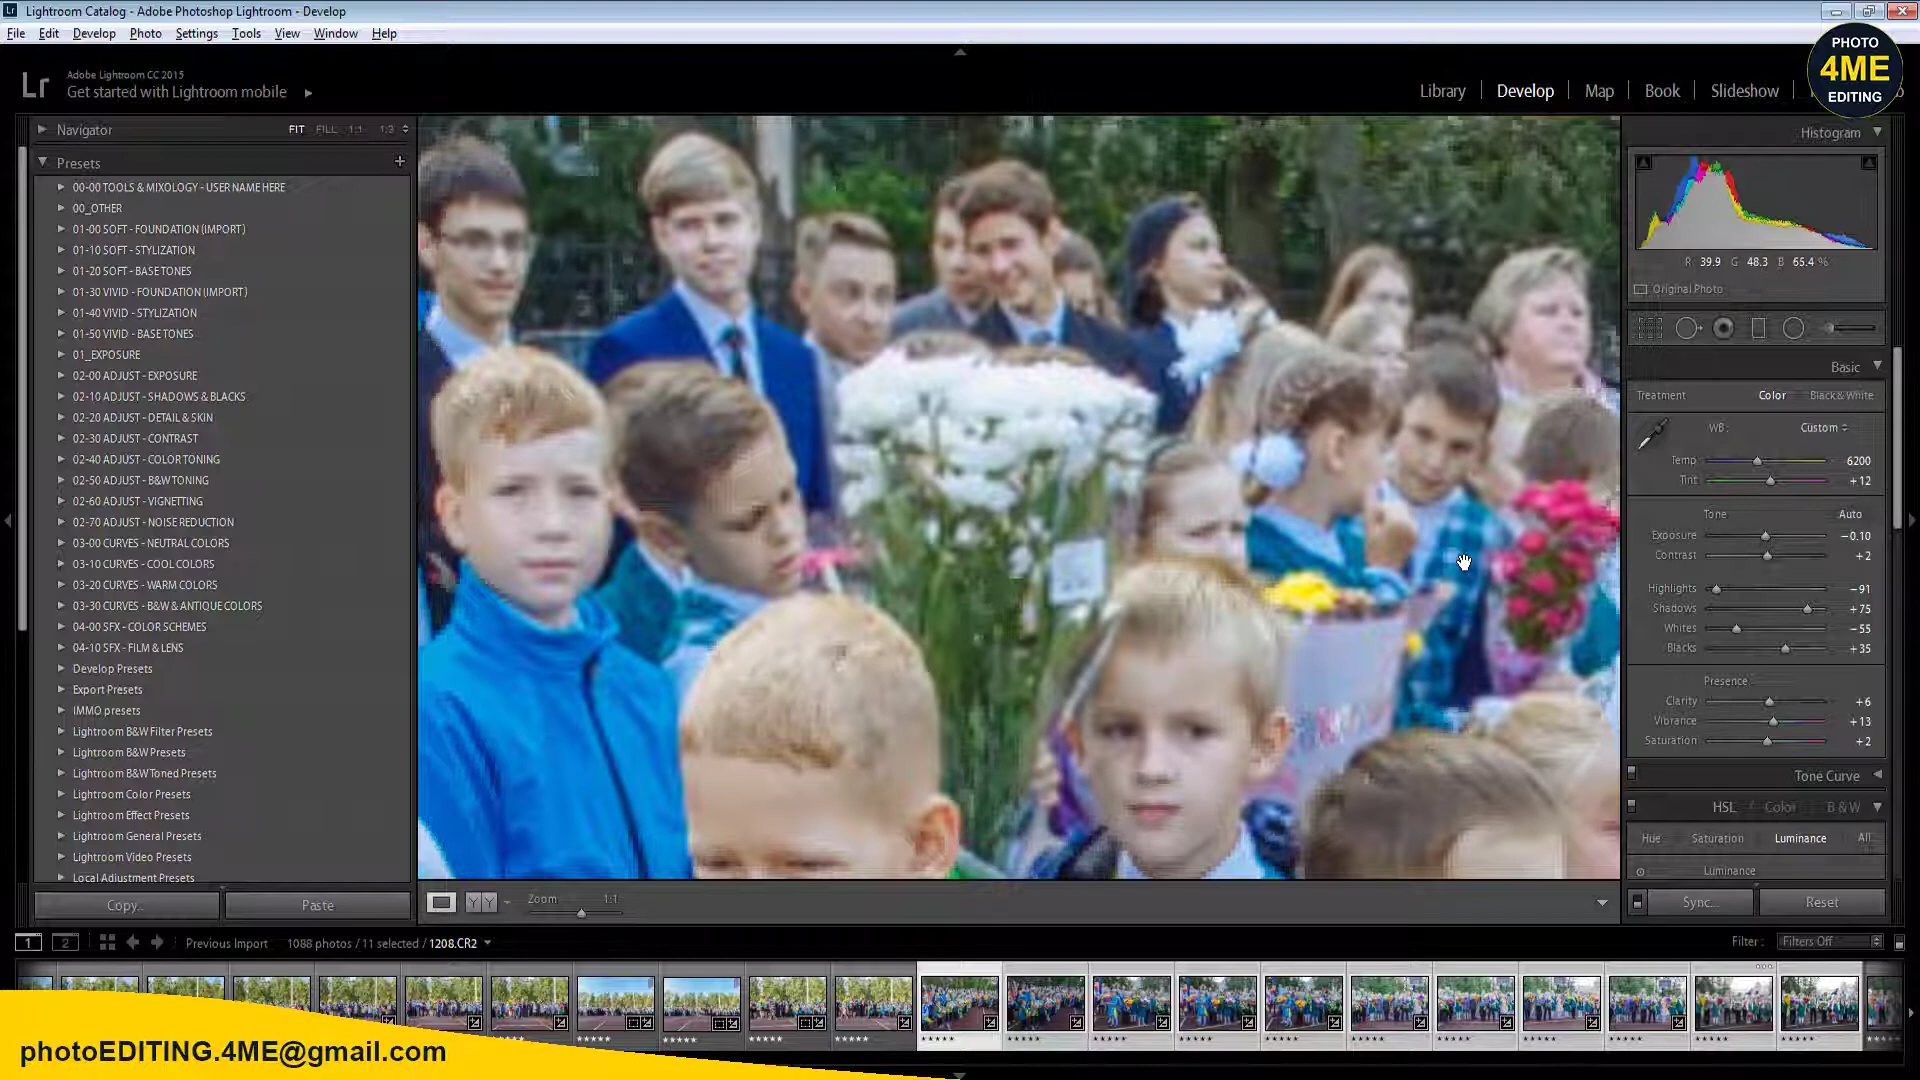 Lightroom Catalog - Adobe Photoshop Lightroom - Develop
File Edit Develop Photo Settings Tools View Window Help
PHOTO
4ME
EDITING
Lr
Adobe Lightroom CC 2015
Get started with Lightroom mobile
Library Develop Map Book Slideshow
Navigator FIT FILL 1:1 1:3
Presets
00-00 TOOLS & MIXOLOGY - USER NAME HERE
00_OTHER
01-00 SOFT - FOUNDATION (IMPORT)
01-10 SOFT - STYLIZATION
01-20 SOFT - BASE TONES
01-30 VIVID - FOUNDATION (IMPORT)
01-40 VIVID - STYLIZATION
01-50 VIVID - BASE TONES
01_EXPOSURE
02-00 ADJUST - EXPOSURE
02-10 ADJUST - SHADOWS & BLACKS
02-20 ADJUST - DETAIL & SKIN
02-30 ADJUST - CONTRAST
02-40 ADJUST - COLOR TONING
02-50 ADJUST - B&W TONING
02-60 ADJUST - VIGNETTING
02-70 ADJUST - NOISE REDUCTION
03-00 CURVES - NEUTRAL COLORS
03-10 CURVES - COOL COLORS
03-20 CURVES - WARM COLORS
03-30 CURVES - B&W & ANTIQUE COLORS
04-00 SFX - COLOR SCHEMES
04-10 SFX - FILM & LENS
Develop Presets
Export Presets
IMMO presets
Lightroom B&W Filter Presets
Lightroom B&W Presets
Lightroom B&W Toned Presets
Lightroom Color Presets
Lightroom Effect Presets
Lightroom General Presets
Lightroom Video Presets
Local Adjustment Presets
Copy... Paste
Zoom 1:1
Histogram
R 39.9 G 48.3 B 65.4 %
Original Photo
Basic
Treatment Color Black & White
WB: Custom
Temp 6200
Tint +12
Tone Auto
Exposure −0.10
Contrast +2
Highlights −91
Shadows +75
Whites −55
Blacks +35
Presence
Clarity +6
Vibrance +13
Saturation +2
Tone Curve
HSL / Color / B & W
Hue Saturation Luminance All
Luminance
Sync... Reset
1 2 Previous Import 1088 photos / 11 selected / 1208.CR2 Filter: Filters Off
photoEDITING.4ME@gmail.com